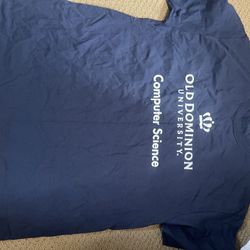 OLD DOMINION
UNIVERSITY®
Computer Science